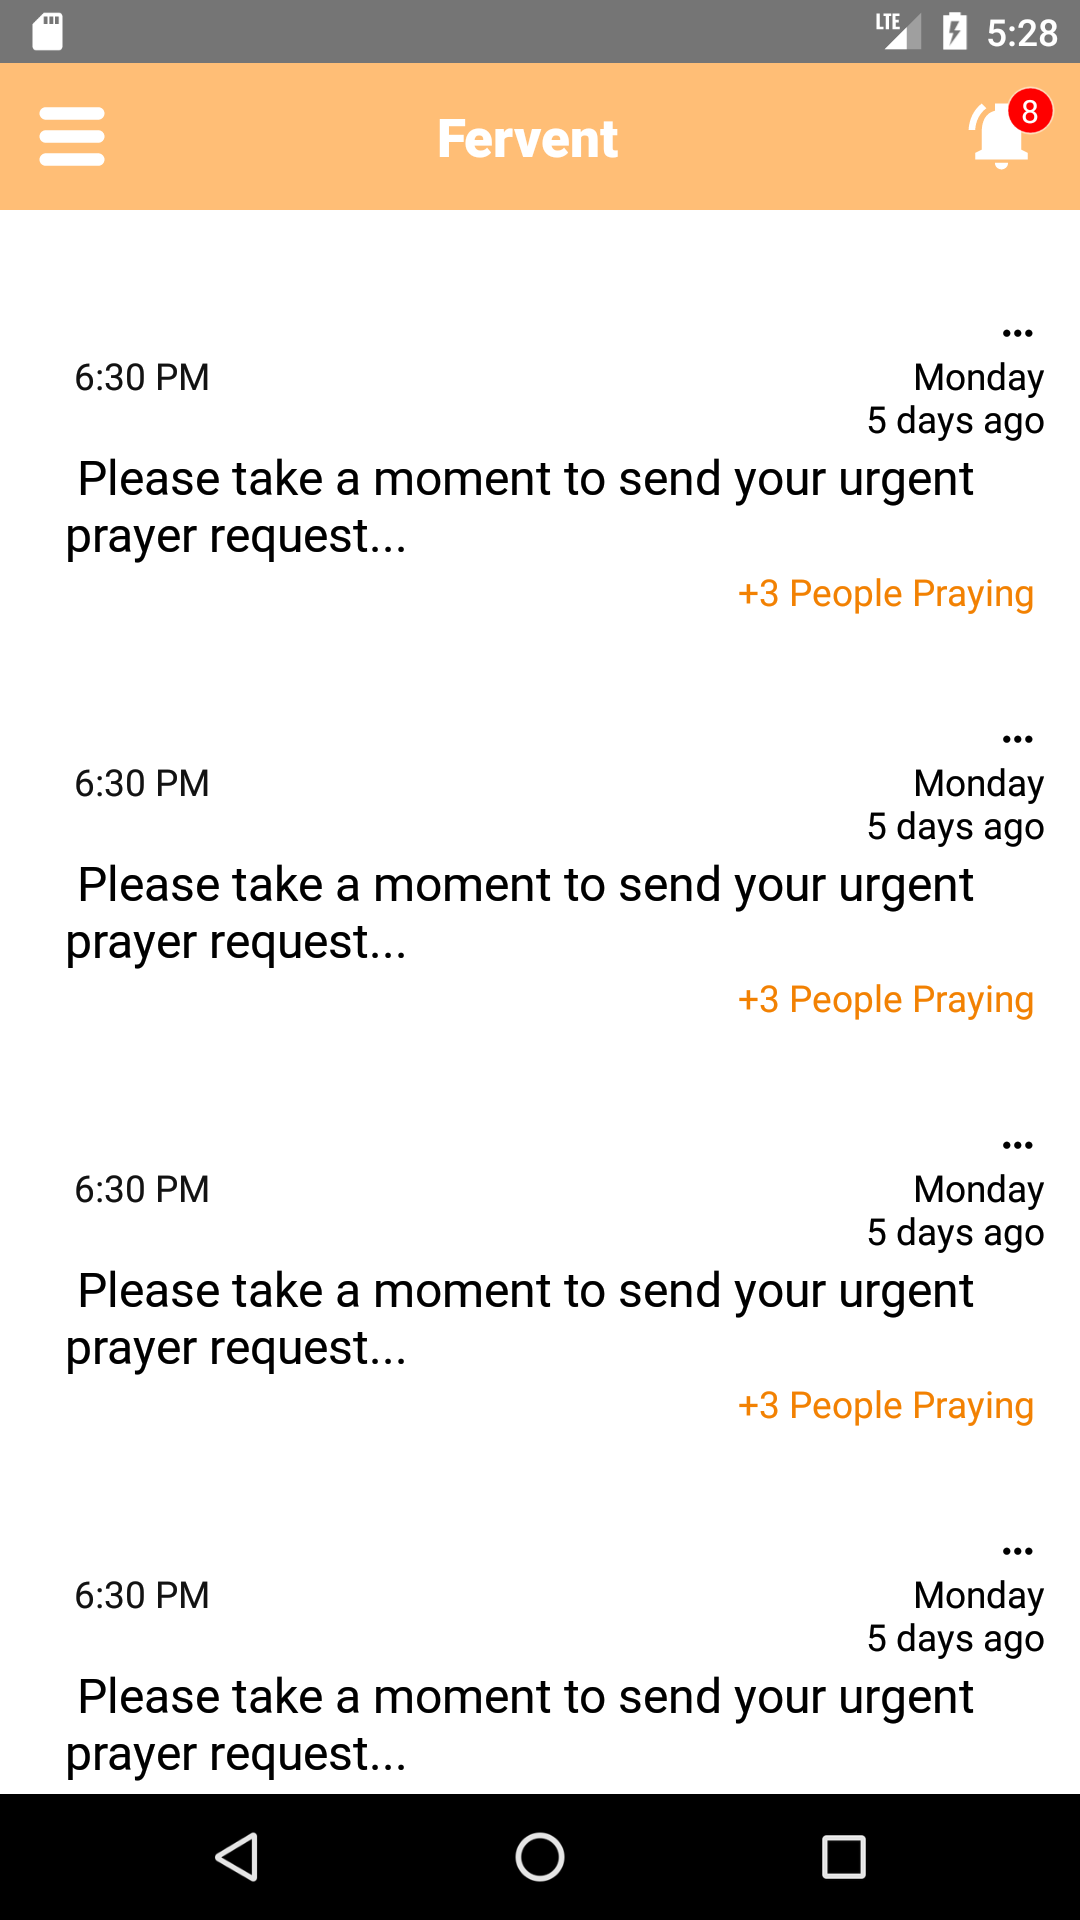 LTE 5:28
Fervent 8
...
6:30 PM Monday
5 days ago
Please take a moment to send your urgent
prayer request...
+3 People Praying
...
6:30 PM Monday
5 days ago
Please take a moment to send your urgent
prayer request...
+3 People Praying
...
6:30 PM Monday
5 days ago
Please take a moment to send your urgent
prayer request...
+3 People Praying
...
6:30 PM Monday
5 days ago
Please take a moment to send your urgent
prayer request...